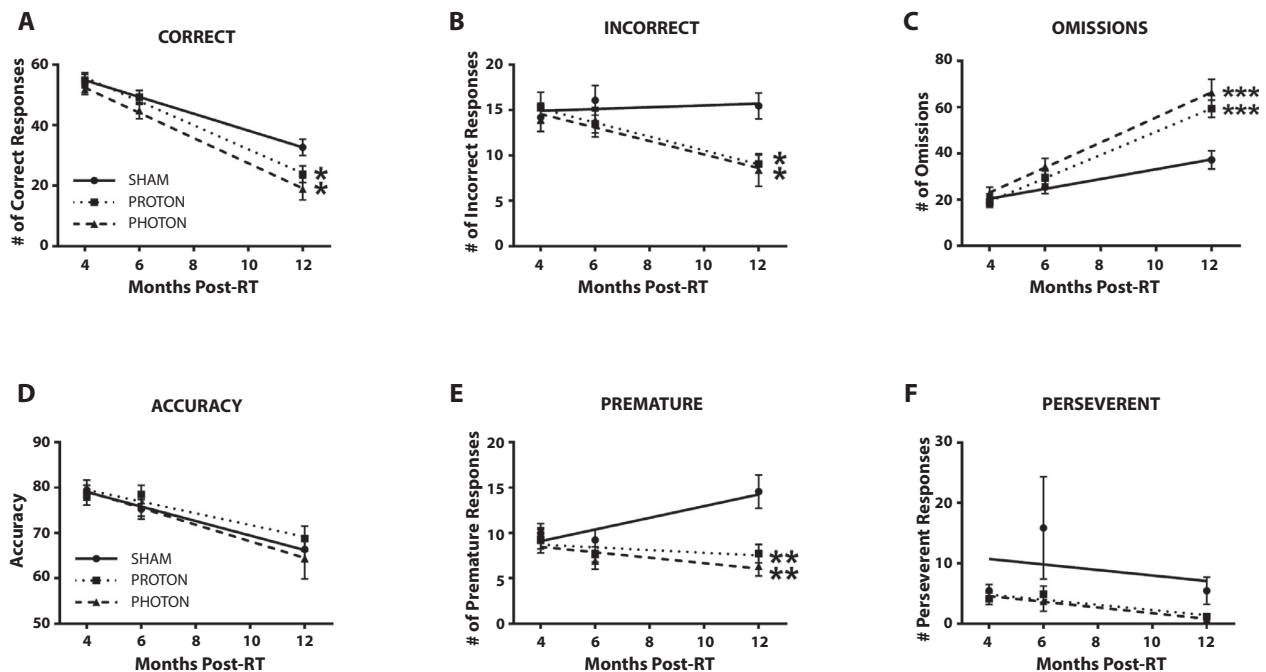 A
CORRECT
# of Correct Responses
60
40
20
0
SHAM
PROTON
PHOTON
*
*
4 6 8 10 12
Months Post-RT
B
INCORRECT
# of Incorrect Responses
20
15
10
5
0
*
*
4 6 8 10 12
Months Post-RT
C
OMISSIONS
# of Omissions
80
60
40
20
0
***
***
4 6 8 10 12
Months Post-RT
D
ACCURACY
Accuracy
90
80
70
60
50
SHAM
PROTON
PHOTON
4 6 8 10 12
Months Post-RT
E
PREMATURE
# of Premature Responses
20
15
10
5
0
**
**
4 6 8 10 12
Months Post-RT
F
PERSEVERENT
# Perseverent Responses
30
20
10
0
4 6 8 10 12
Months Post-RT